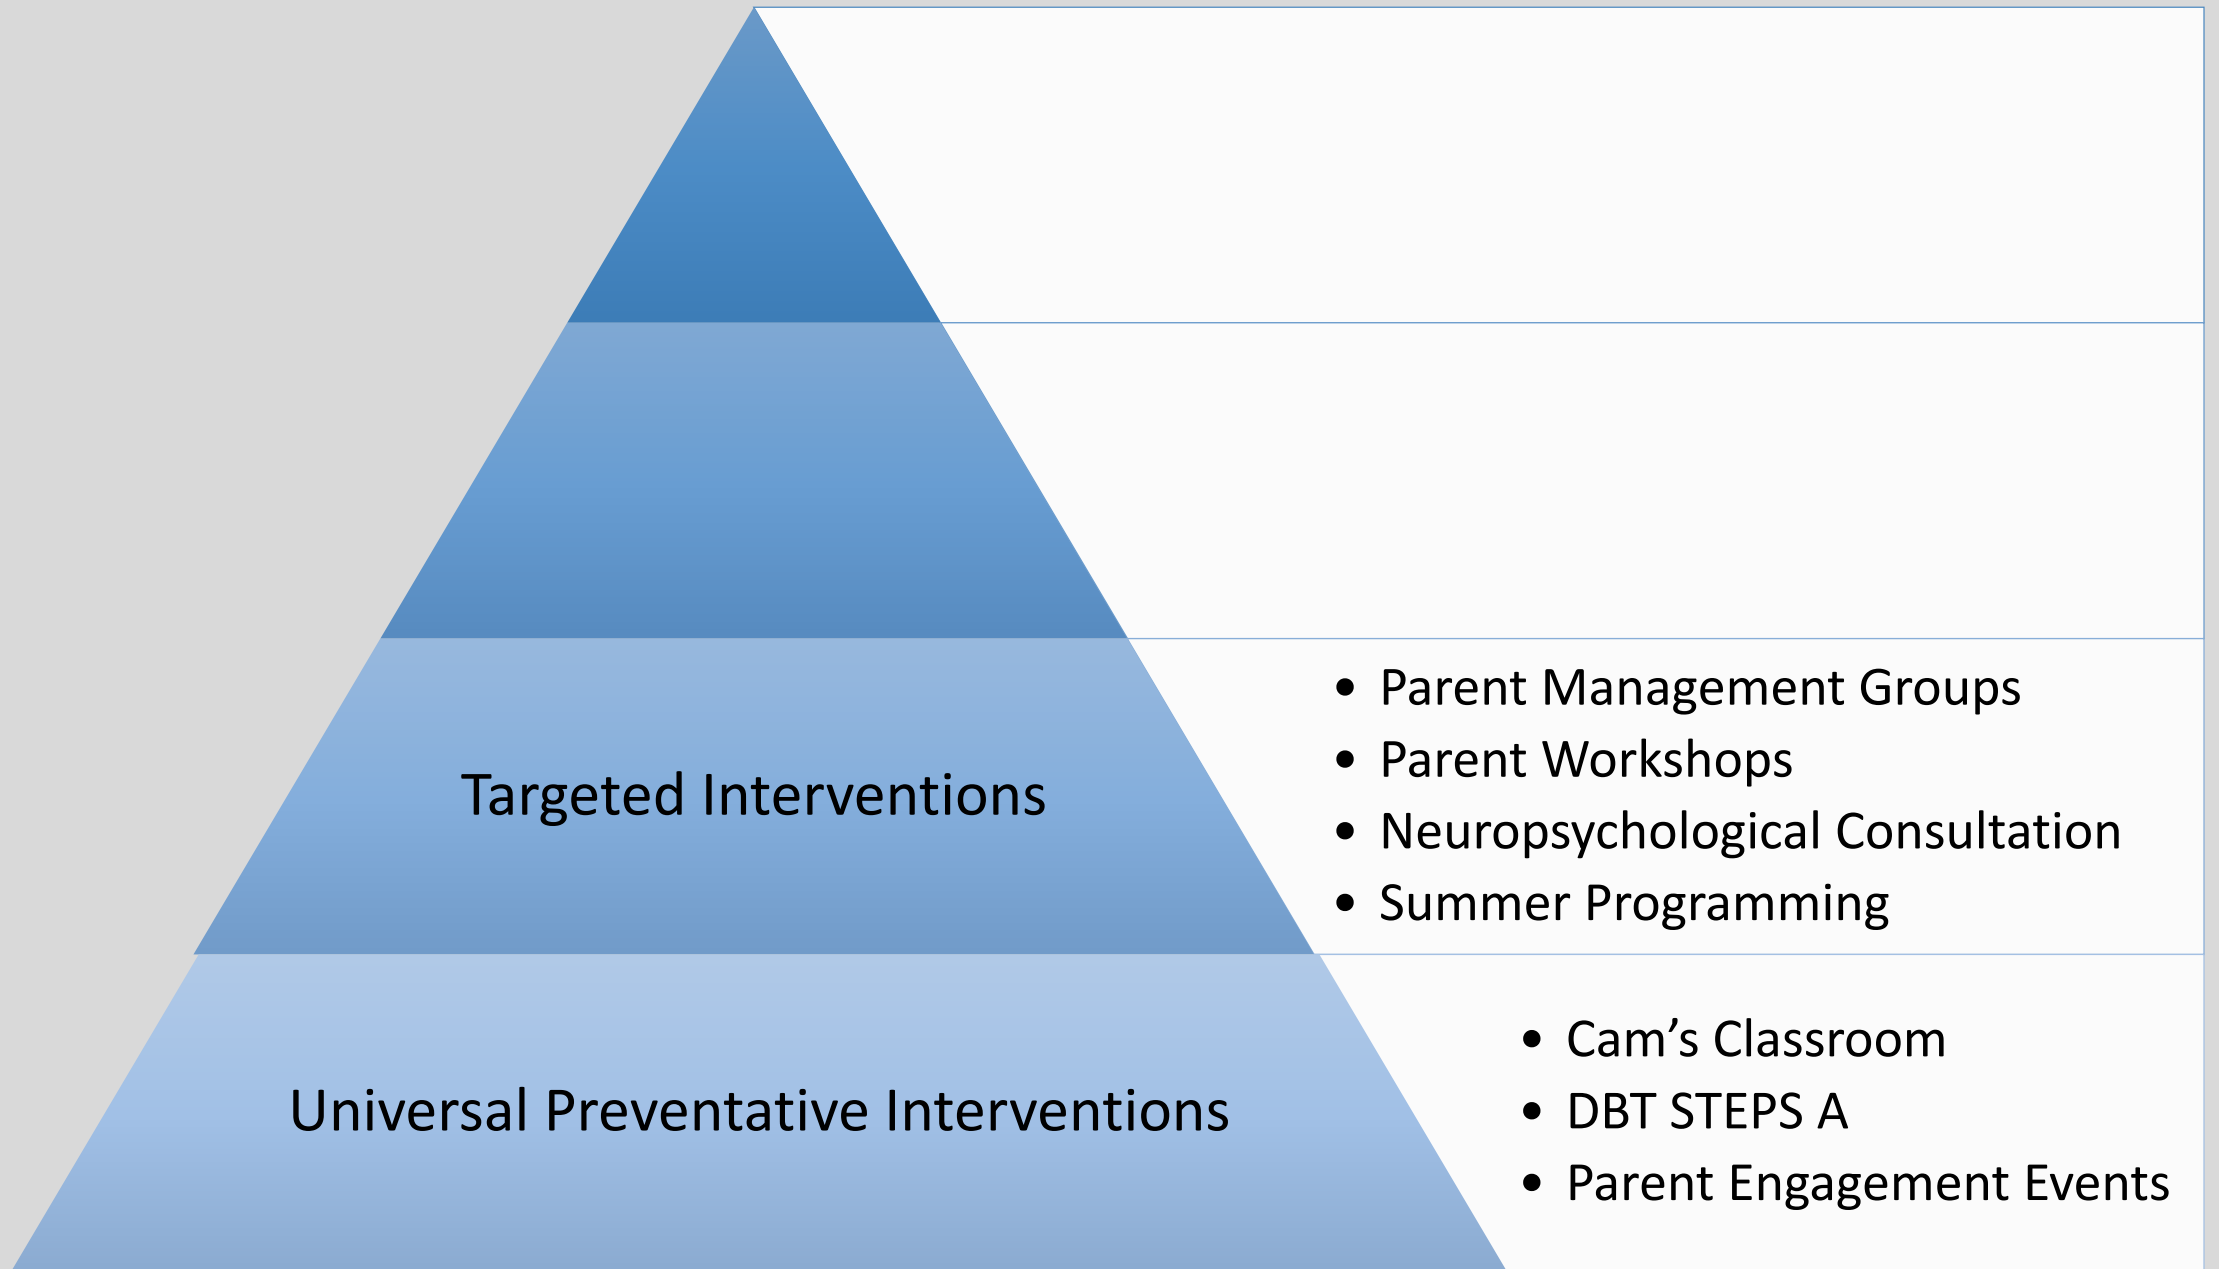 Targeted Interventions
• Parent Management Groups
• Parent Workshops
• Neuropsychological Consultation
• Summer Programming
Universal Preventative Interventions
• Cam’s Classroom
• DBT STEPS A
• Parent Engagement Events